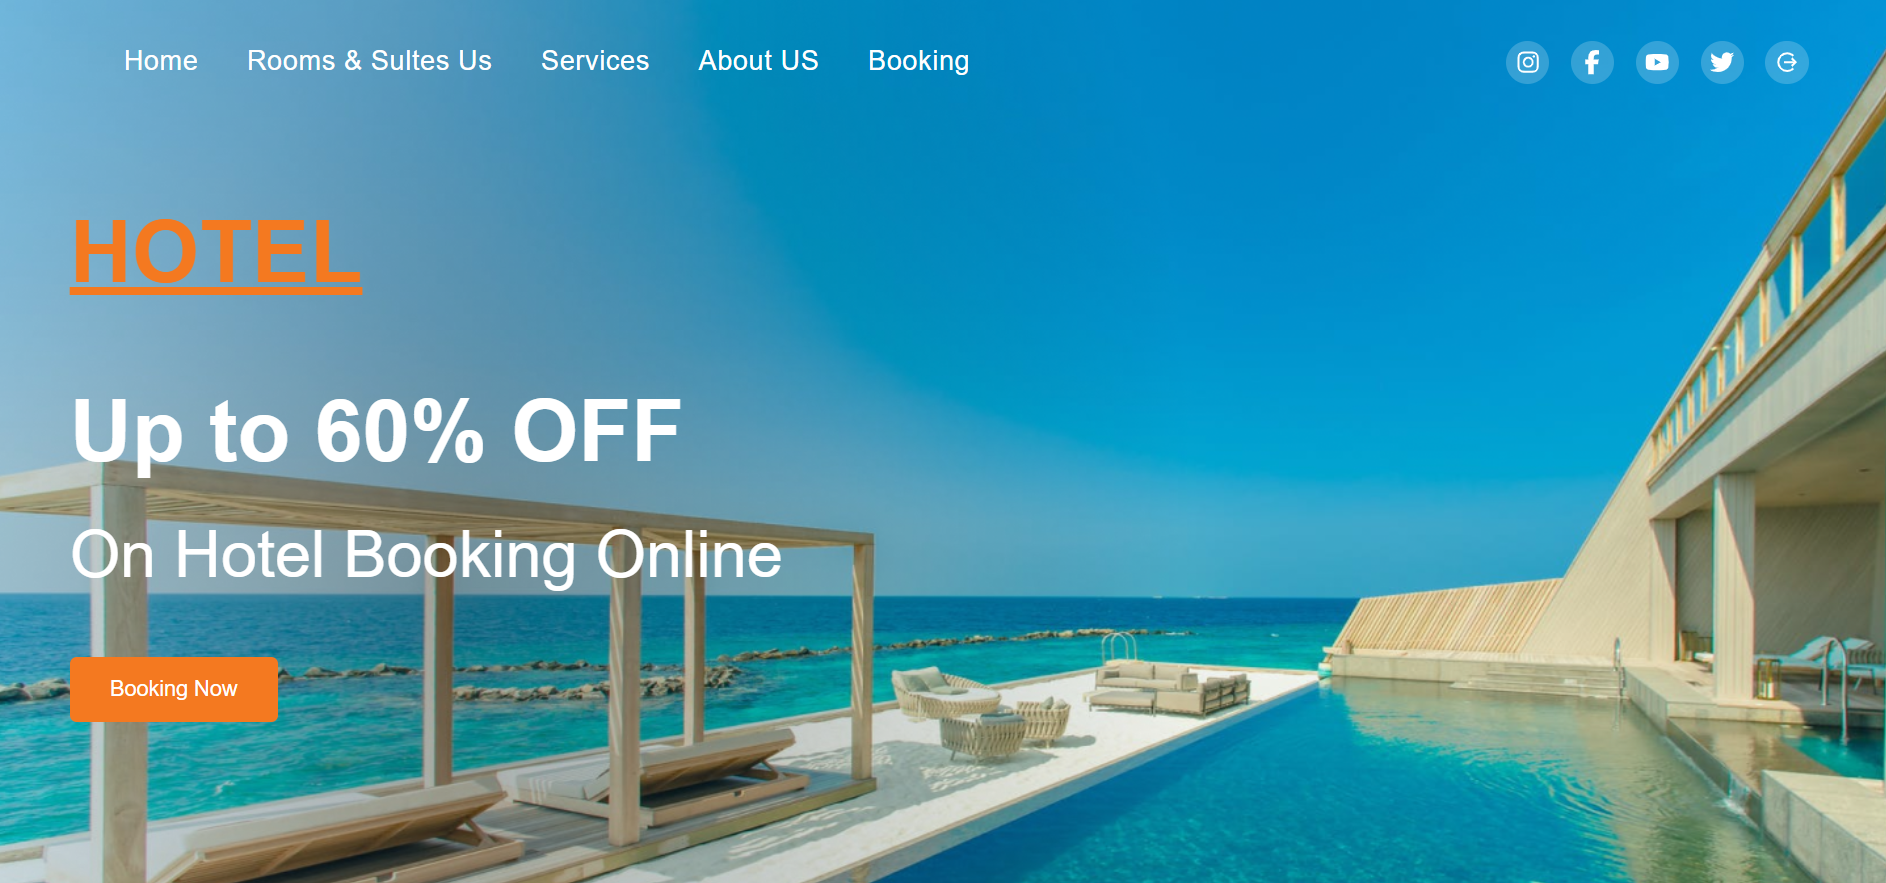 Home Rooms & Sultes Us Services About US Booking
HOTEL
Up to 60% OFF
On Hotel Booking Online
Booking Now